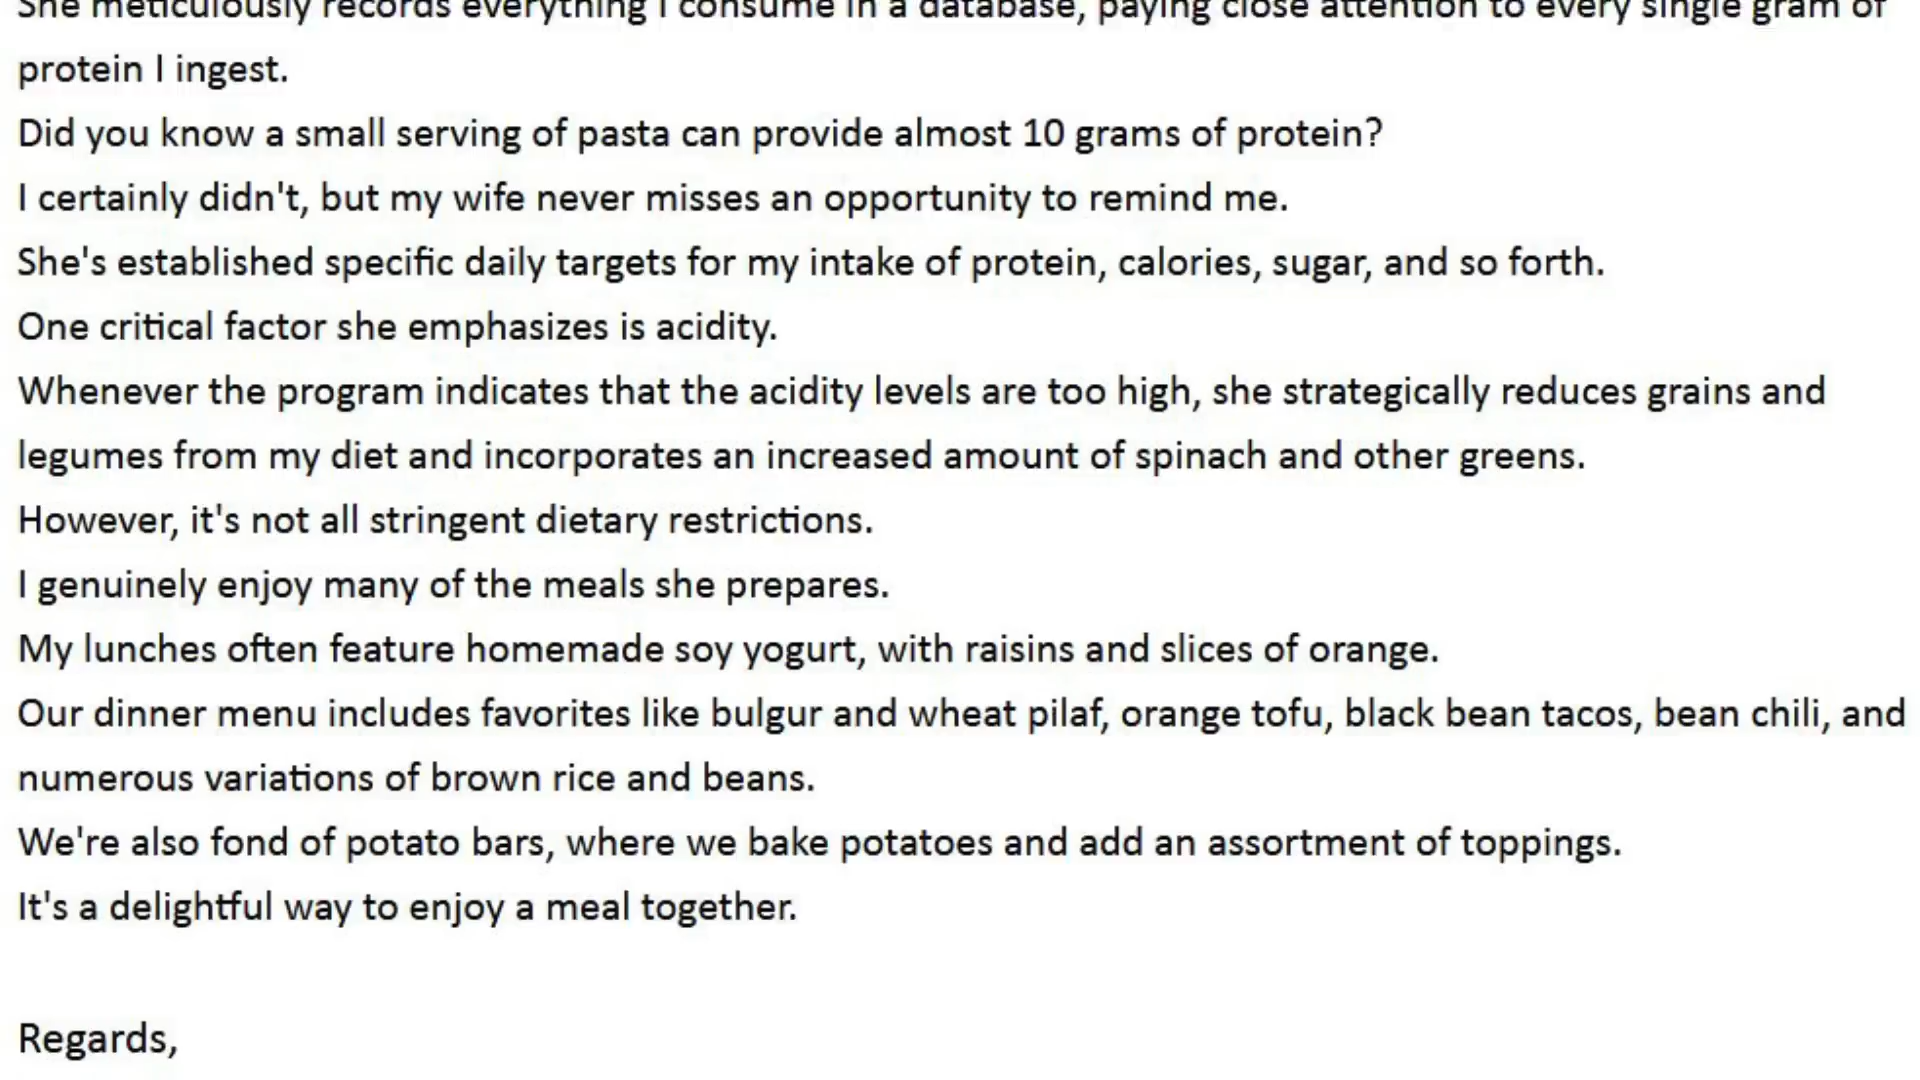 She meticulously records everything I consume in a database, paying close attention to every single gram of
protein I ingest.
Did you know a small serving of pasta can provide almost 10 grams of protein?
I certainly didn't, but my wife never misses an opportunity to remind me.
She's established specific daily targets for my intake of protein, calories, sugar, and so forth.
One critical factor she emphasizes is acidity.
Whenever the program indicates that the acidity levels are too high, she strategically reduces grains and
legumes from my diet and incorporates an increased amount of spinach and other greens.
However, it's not all stringent dietary restrictions.
I genuinely enjoy many of the meals she prepares.
My lunches often feature homemade soy yogurt, with raisins and slices of orange.
Our dinner menu includes favorites like bulgur and wheat pilaf, orange tofu, black bean tacos, bean chili, and
numerous variations of brown rice and beans.
We're also fond of potato bars, where we bake potatoes and add an assortment of toppings.
It's a delightful way to enjoy a meal together.
Regards,